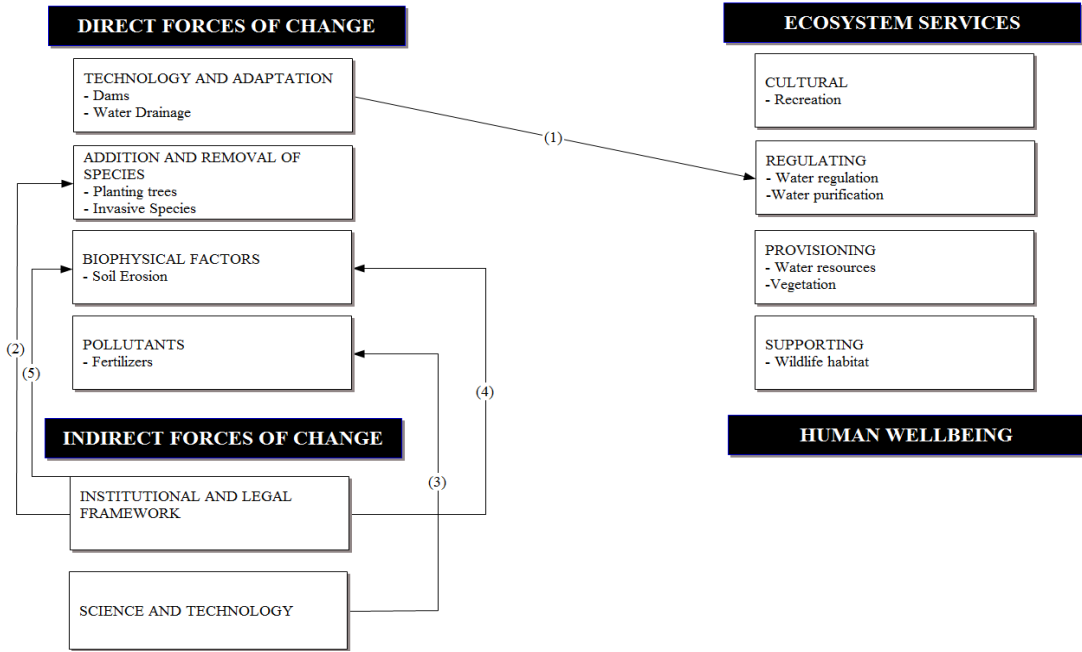 DIRECT FORCES OF CHANGE
TECHNOLOGY AND ADAPTATION
- Dams
- Water Drainage
ADDITION AND REMOVAL OF
SPECIES
- Planting trees
- Invasive Species
BIOPHYSICAL FACTORS
- Soil Erosion
POLLUTANTS
- Fertilizers
INDIRECT FORCES OF CHANGE
INSTITUTIONAL AND LEGAL
FRAMEWORK
SCIENCE AND TECHNOLOGY
(1)
(2)
(5)
(4)
(3)
ECOSYSTEM SERVICES
CULTURAL
- Recreation
REGULATING
- Water regulation
-Water purification
PROVISIONING
- Water resources
-Vegetation
SUPPORTING
- Wildlife habitat
HUMAN WELLBEING